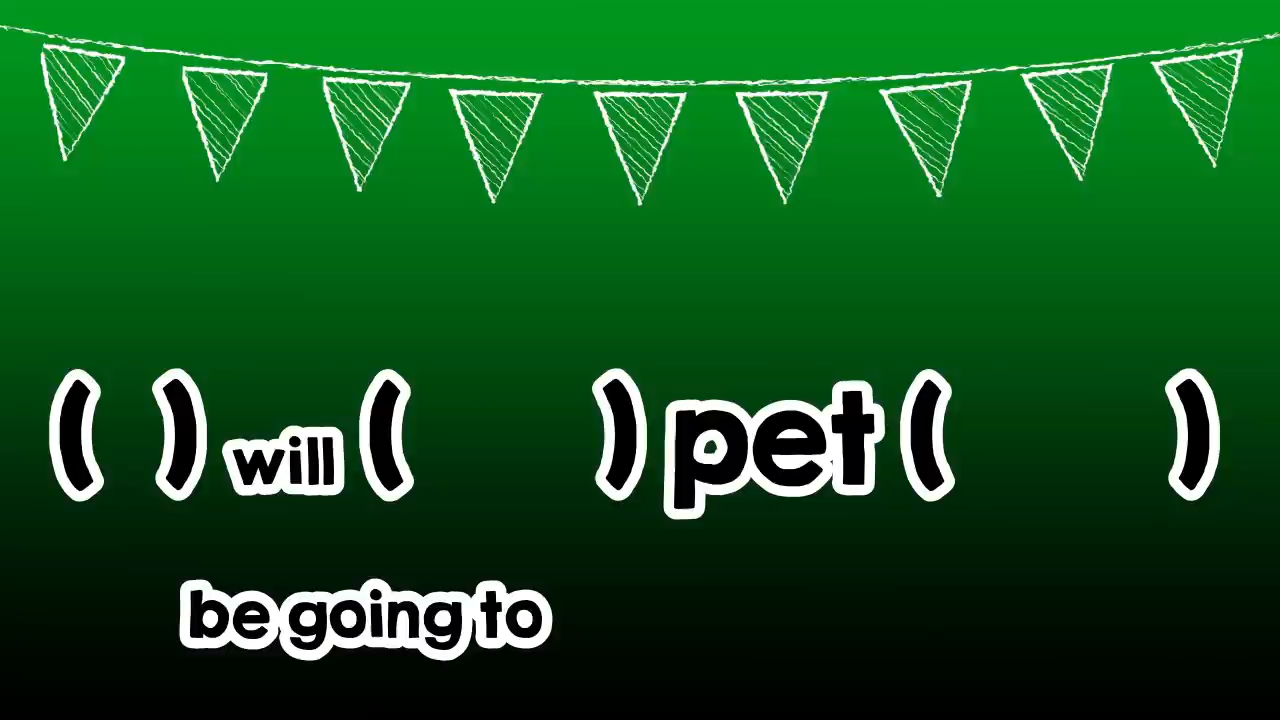 ( ) will ( ) pet ( )
be going to